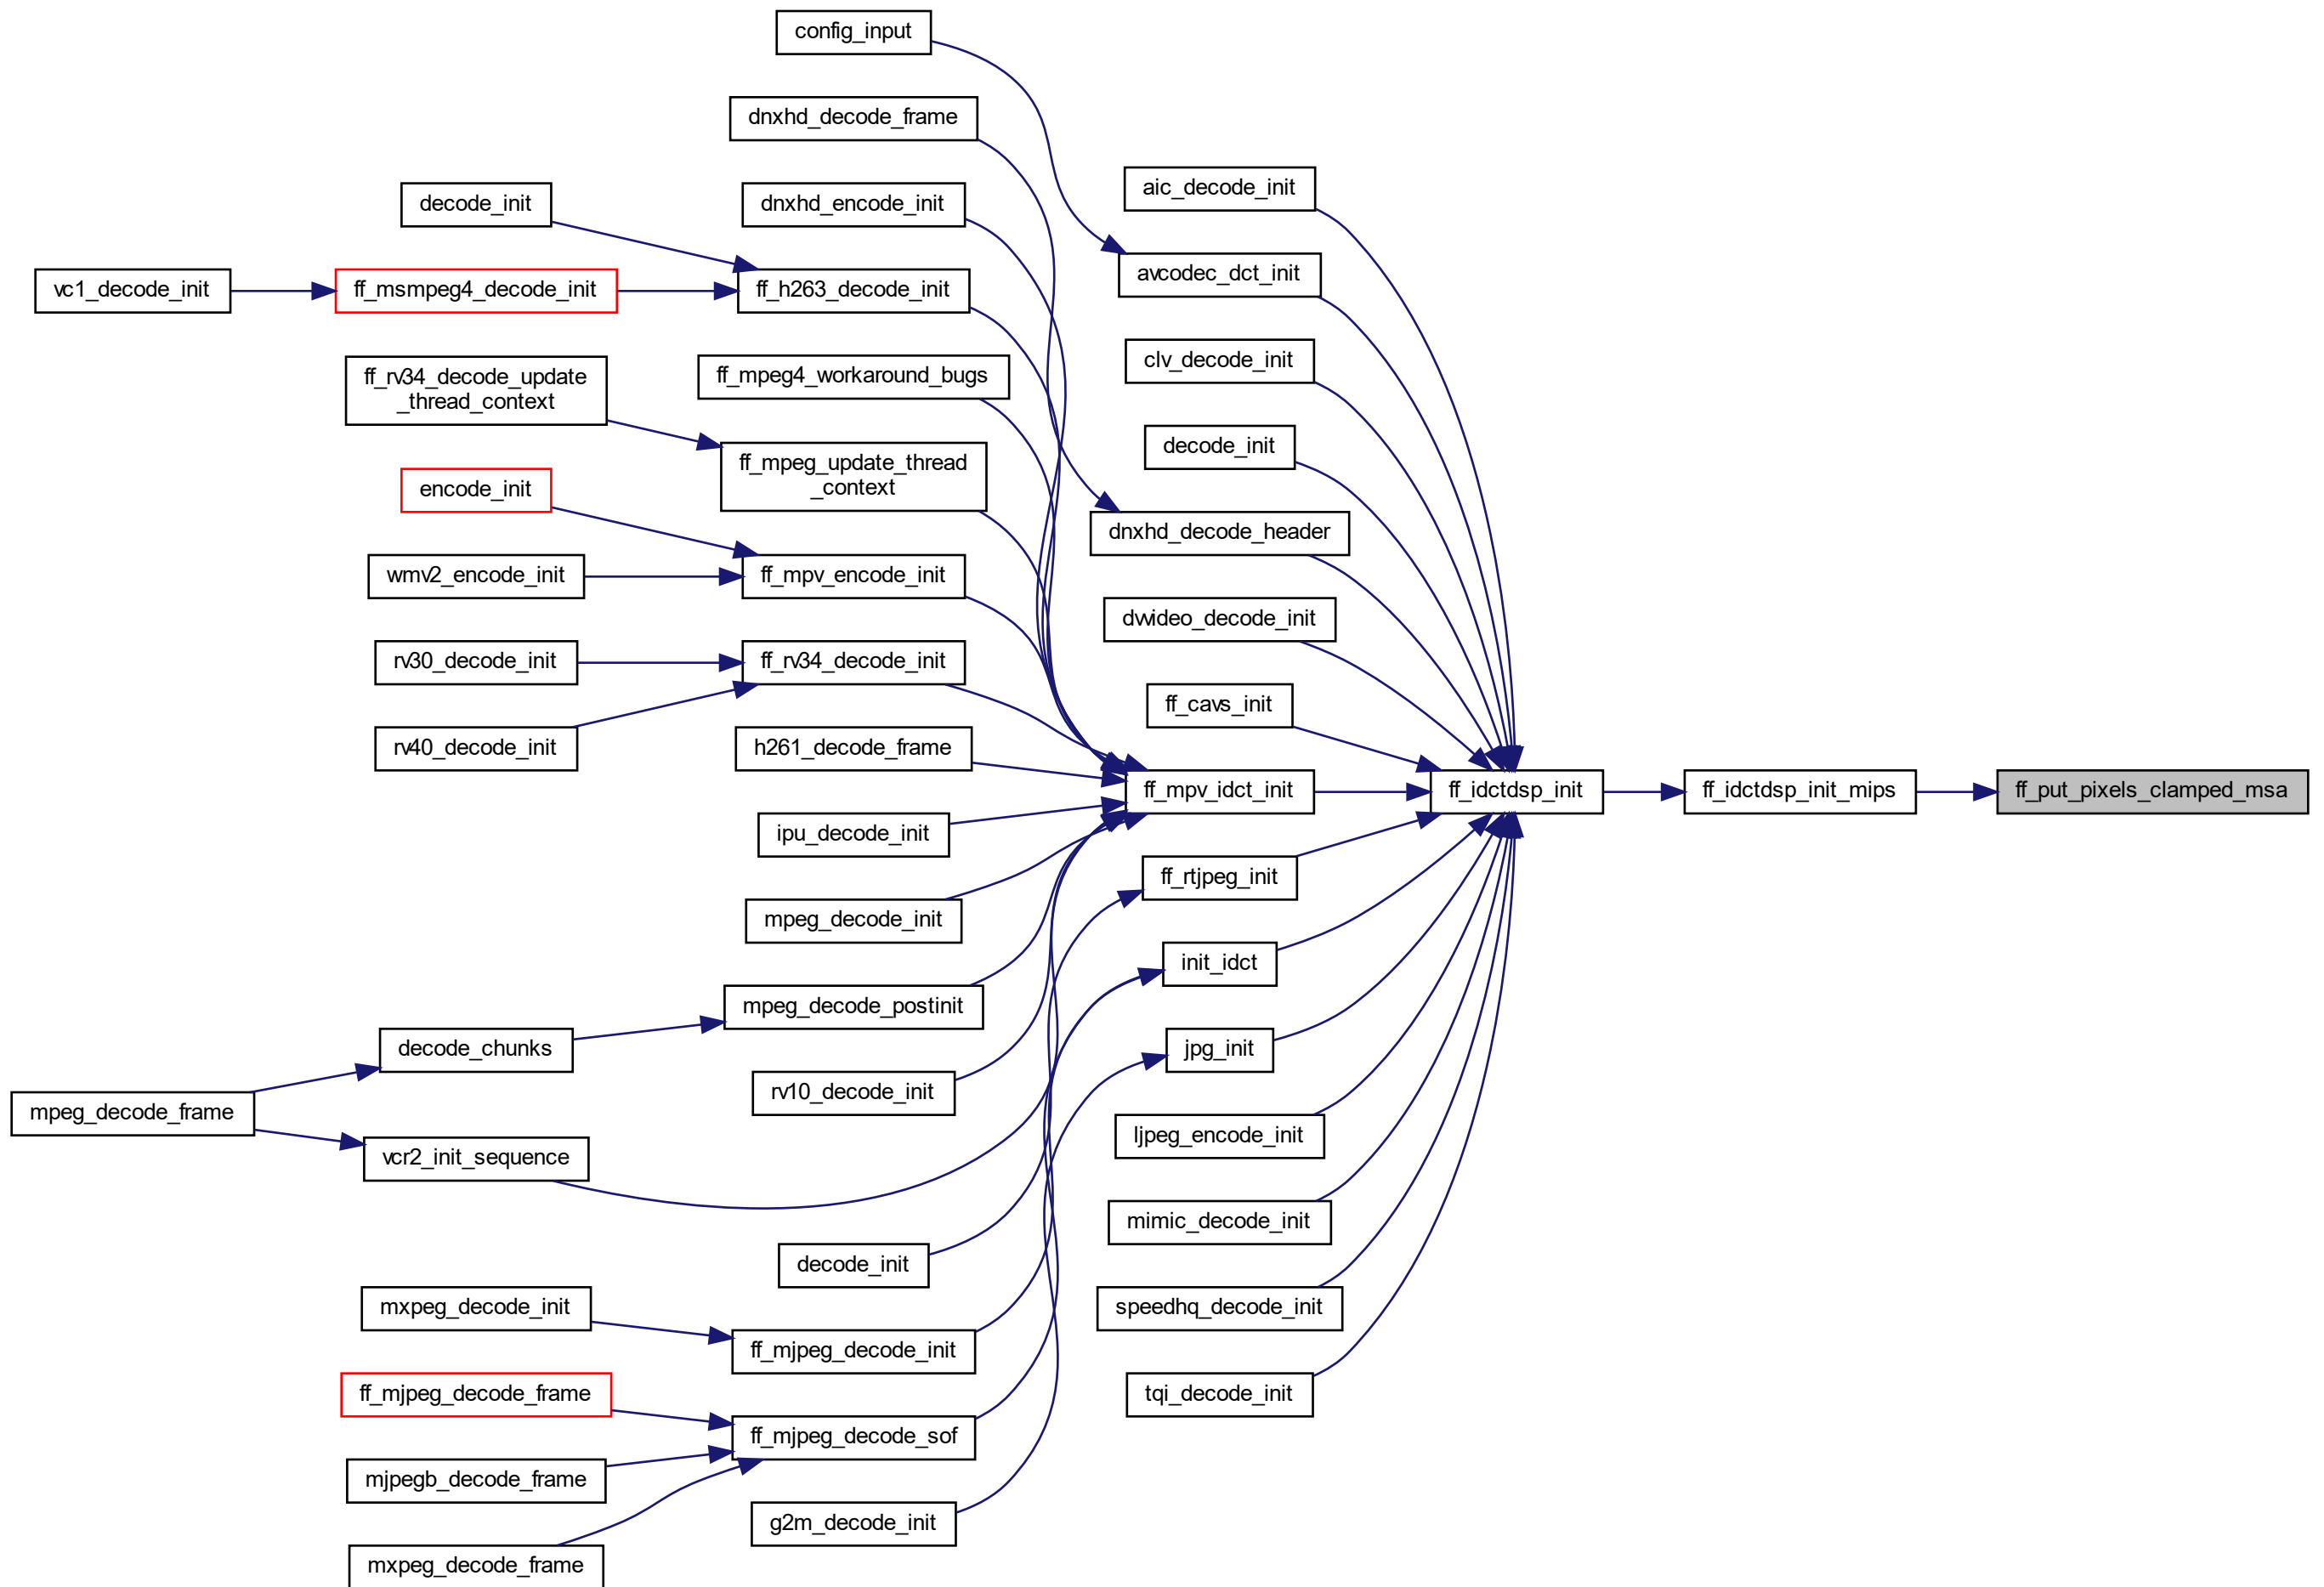 config_input
dnxhd_decode_frame
aic_decode_init
decode_init
dnxhd_encode_init
avcodec_dct_init
vc1_decode_init
ff_msmpeg4_decode_init
ff_h263_decode_init
clv_decode_init
ff_rv34_decode_update
_thread_context
ff_mpeg4_workaround_bugs
decode_init
ff_mpeg_update_thread
_context
encode_init
dnxhd_decode_header
wmv2_encode_init
ff_mpv_encode_init
dwideo_decode_init
rv30_decode_init
ff_rv34_decode_init
ff_cavs_init
rv40_decode_init
h261_decode_frame
ff_mpv_idct_init
ff_idctdsp_init
ff_idctdsp_init_mips
ff_put_pixels_clamped_msa
ipu_decode_init
ff_rtjpeg_init
mpeg_decode_init
init_idct
mpeg_decode_postinit
decode_chunks
jpg_init
mpeg_decode_frame
rv10_decode_init
ljpeg_encode_init
vcr2_init_sequence
mimic_decode_init
decode_init
mxpeg_decode_init
speedhq_decode_init
ff_mjpeg_decode_init
ff_mjpeg_decode_frame
tqi_decode_init
ff_mjpeg_decode_sof
mjpegb_decode_frame
g2m_decode_init
mxpeg_decode_frame